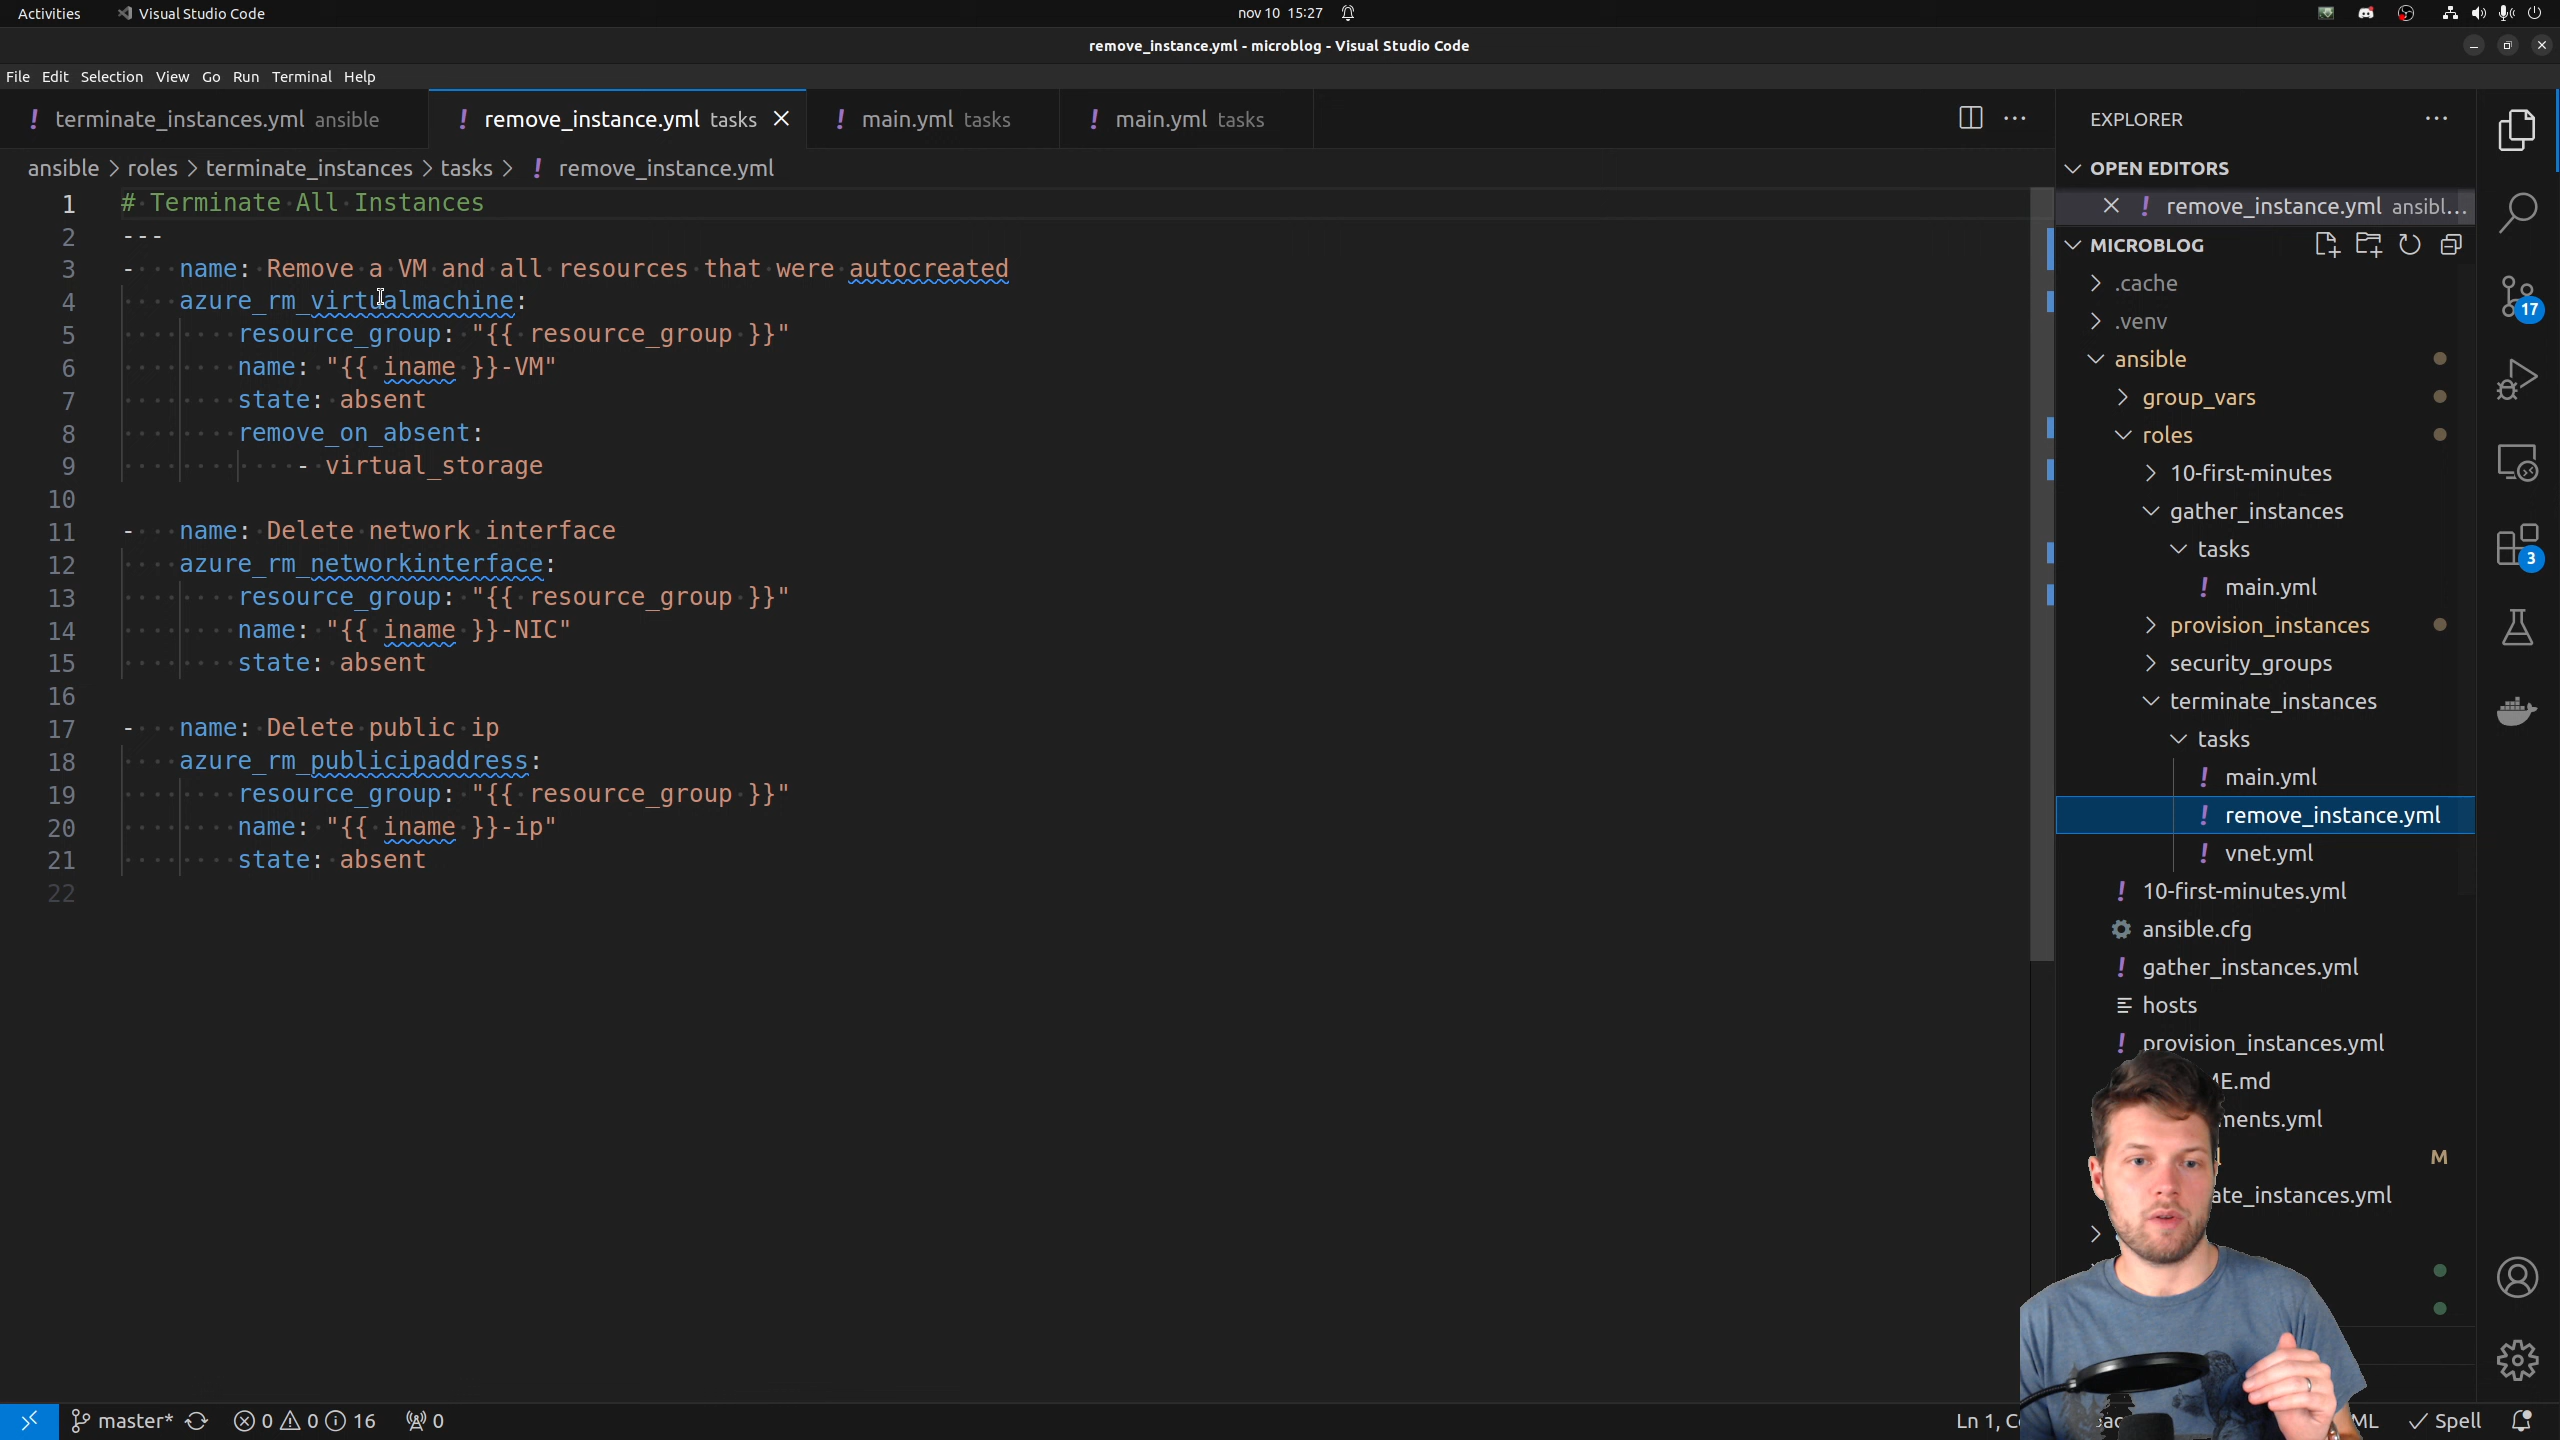 Activities Visual Studio Code nov 10 15:27
remove_instance.yml - microblog - Visual Studio Code
File Edit Selection View Go Run Terminal Help
! terminate_instances.yml ansible ! remove_instance.yml tasks ! main.yml tasks ! main.yml tasks
ansible > roles > terminate_instances > tasks > ! remove_instance.yml
1 # Terminate All Instances
2 ---
3 - name: Remove a VM and all resources that were autocreated
4 azure_rm_virtualmachine:
5 resource_group: "{{ resource_group }}"
6 name: "{{ iname }}-VM"
7 state: absent
8 remove_on_absent:
9 - virtual_storage
10
11 - name: Delete network interface
12 azure_rm_networkinterface:
13 resource_group: "{{ resource_group }}"
14 name: "{{ iname }}-NIC"
15 state: absent
16
17 - name: Delete public ip
18 azure_rm_publicipaddress:
19 resource_group: "{{ resource_group }}"
20 name: "{{ iname }}-ip"
21 state: absent
22
EXPLORER
OPEN EDITORS
! remove_instance.yml ansibl...
MICROBLOG
.cache
.venv
ansible
group_vars
roles
10-first-minutes
gather_instances
tasks
! main.yml
provision_instances
security_groups
terminate_instances
tasks
! main.yml
! remove_instance.yml
! vnet.yml
! 10-first-minutes.yml
ansible.cfg
! gather_instances.yml
hosts
! provision_instances.yml
ME.md
ments.yml
M
ate_instances.yml
17
3
master* 0 0 16 0
Ln 1, C
ML Spell